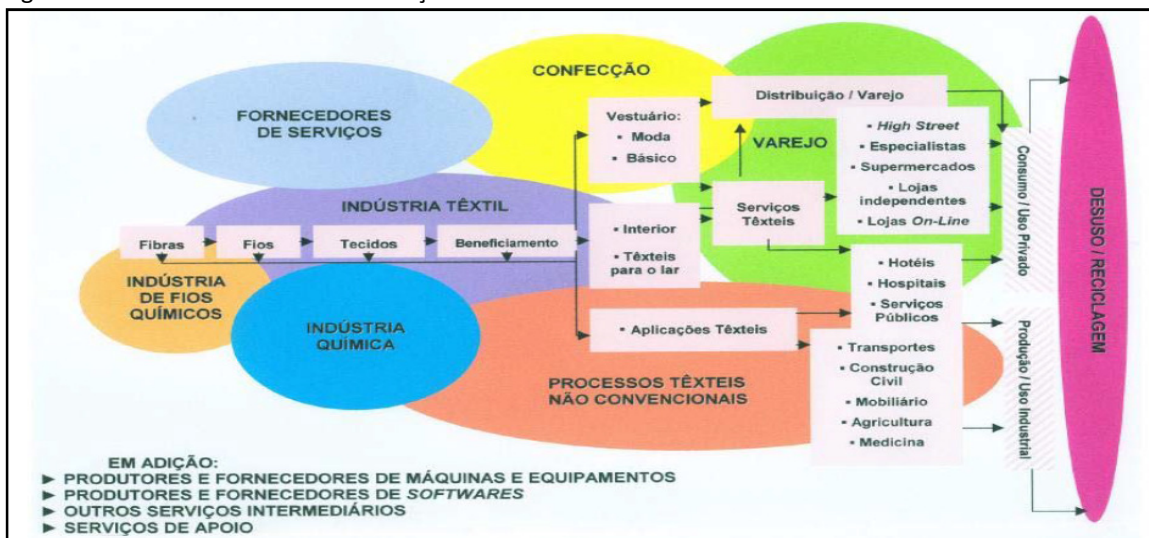 CONFECÇÃO
FORNECEDORES
DE SERVIÇOS
Distribuição / Varejo
Vestuário:
▪ Moda
▪ Básico
VAREJO
▪ High Street
▪ Especialistas
▪ Supermercados
▪ Lojas
independentes
▪ Lojas On-Line
INDÚSTRIA TÊXTIL
Serviços
Têxteis
Fibras
Fios
Tecidos
Beneficiamento
▪ Interior
▪ Têxteis
para o lar
▪ Hotéis
▪ Hospitais
▪ Serviços
Públicos
INDÚSTRIA
DE FIOS
QUÍMICOS
INDÚSTRIA
QUÍMICA
▪ Aplicações Têxteis
PROCESSOS TÊXTEIS
NÃO CONVENCIONAIS
▪ Transportes
▪ Construção
Civil
▪ Mobiliário
▪ Agricultura
▪ Medicina
Consumo / Uso Privado
Produção / Uso Industrial
DESUSO / RECICLAGEM
EM ADIÇÃO:
► PRODUTORES E FORNECEDORES DE MÁQUINAS E EQUIPAMENTOS
► PRODUTORES E FORNECEDORES DE SOFTWARES
► OUTROS SERVIÇOS INTERMEDIÁRIOS
► SERVIÇOS DE APOIO